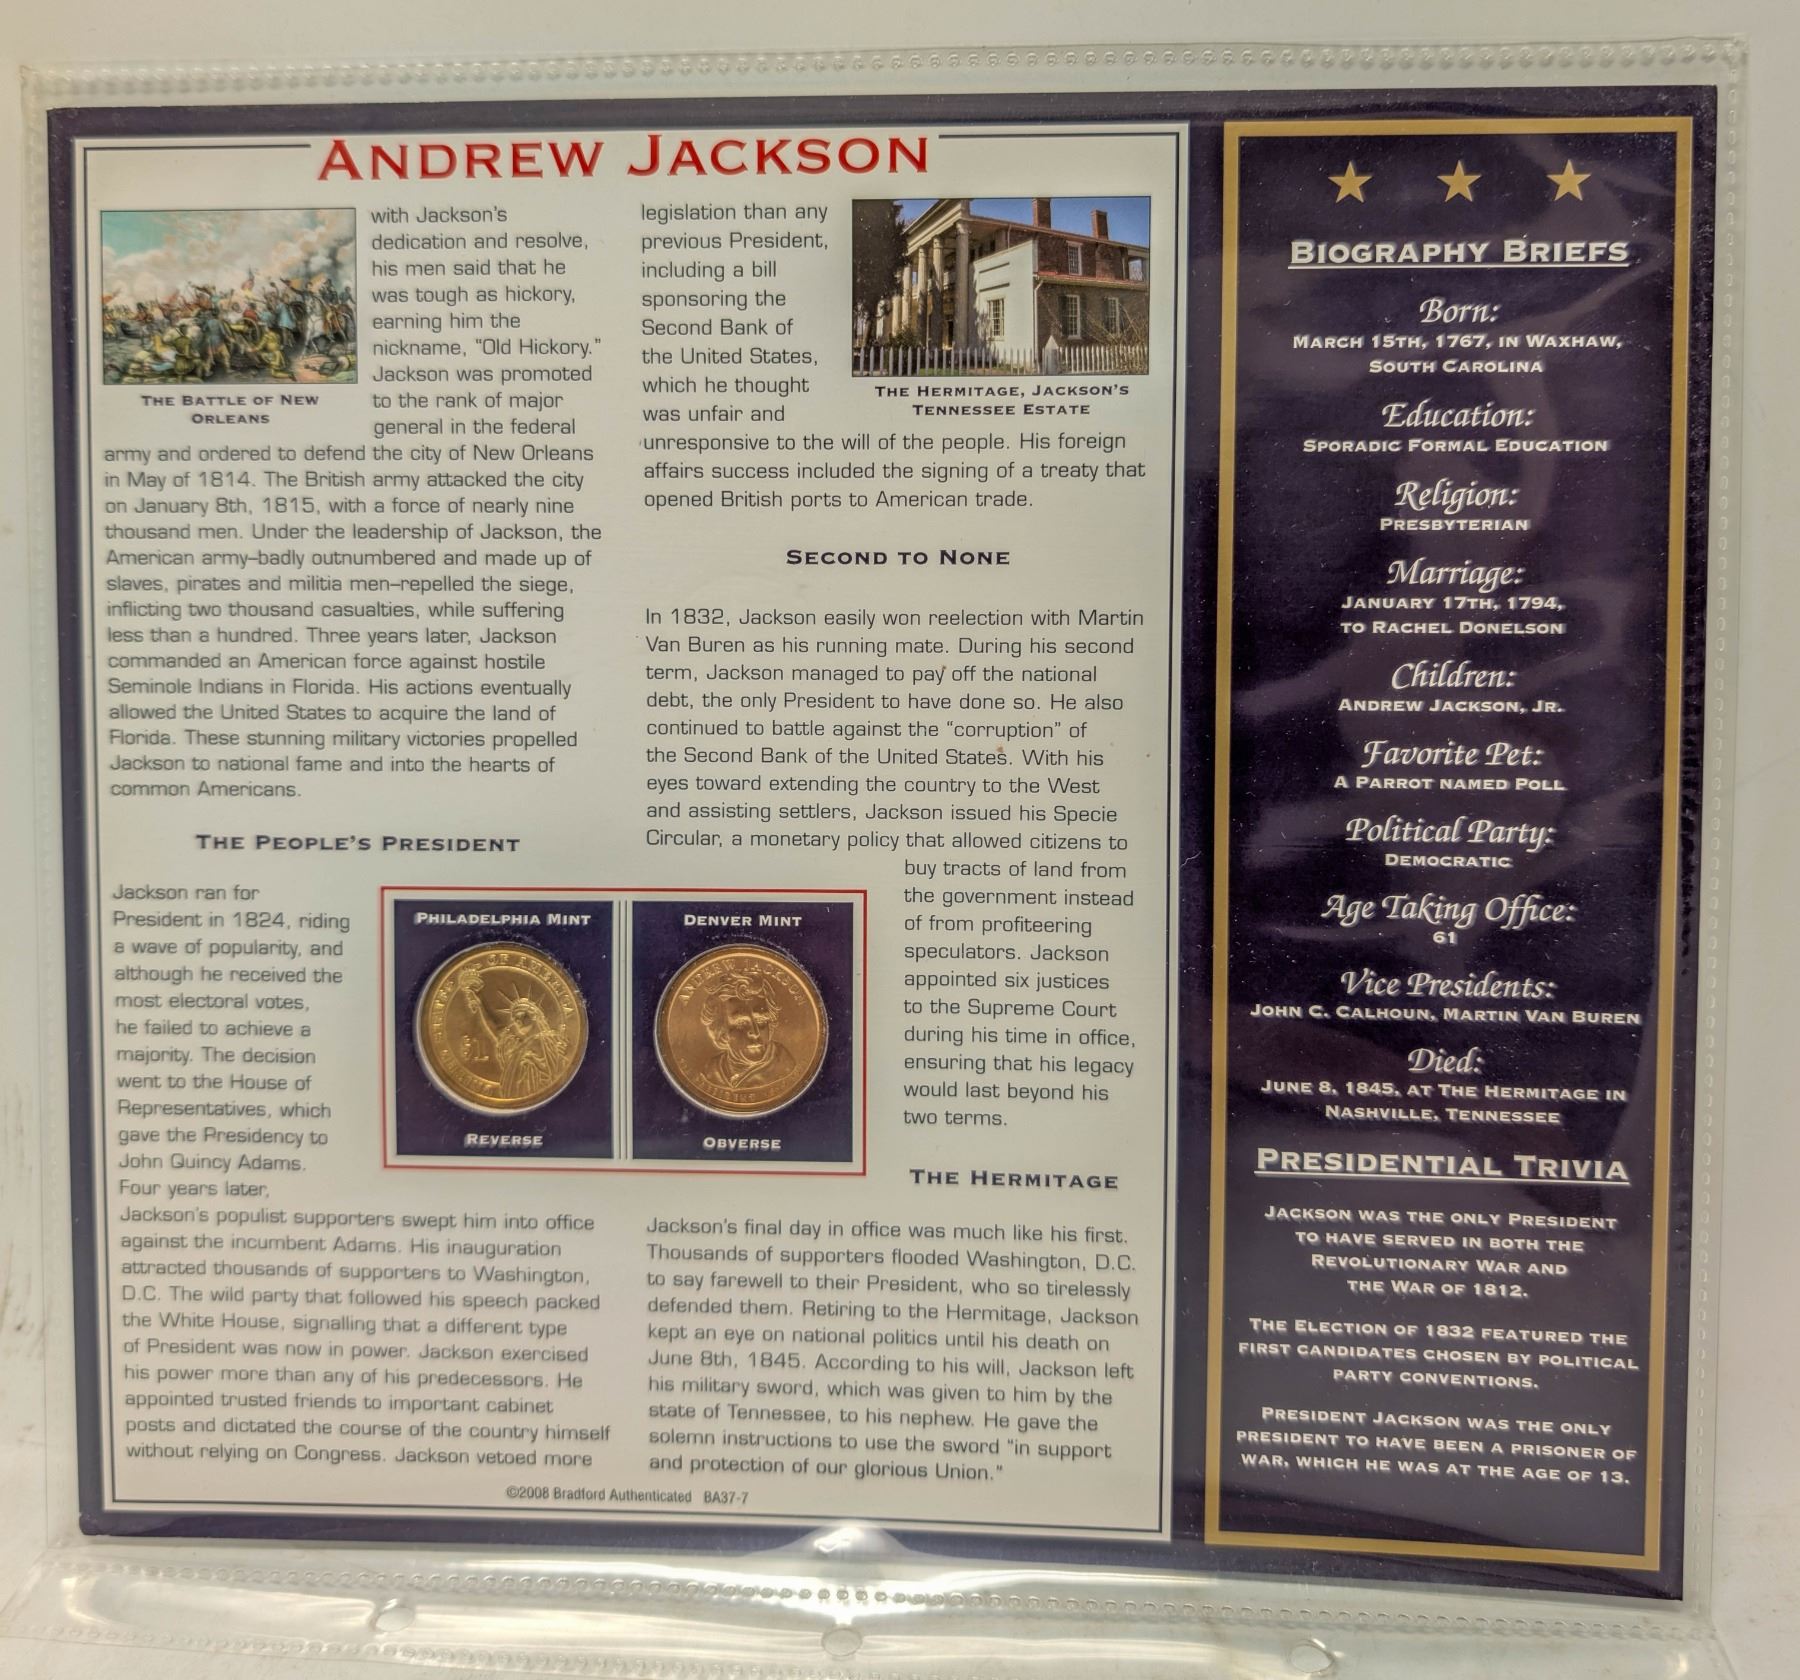 ANDREW JACKSON
THE BATTLE OF NEW
ORLEANS
with Jackson's
dedication and resolve,
his men said that he
was tough as hickory,
earning him the
nickname, "Old Hickory."
Jackson was promoted
to the rank of major
general in the federal
army and ordered to defend the city of New Orleans
in May of 1814. The British army attacked the city
on January 8th, 1815, with a force of nearly nine
thousand men. Under the leadership of Jackson, the
American army–badly outnumbered and made up of
slaves, pirates and militia men–repelled the siege,
inflicting two thousand casualties, while suffering
less than a hundred. Three years later, Jackson
commanded an American force against hostile
Seminole Indians in Florida. His actions eventually
allowed the United States to acquire the land of
Florida. These stunning military victories propelled
Jackson to national fame and into the hearts of
common Americans.
THE PEOPLE'S PRESIDENT
Jackson ran for
President in 1824, riding
a wave of popularity, and
although he received the
most electoral votes,
he failed to achieve a
majority. The decision
went to the House of
Representatives, which
gave the Presidency to
John Quincy Adams.
Four years later,
Jackson's populist supporters swept him into office
against the incumbent Adams. His inauguration
attracted thousands of supporters to Washington,
D.C. The wild party that followed his speech packed
the White House, signalling that a different type
of President was now in power. Jackson exercised
his power more than any of his predecessors. He
appointed trusted friends to important cabinet
posts and dictated the course of the country himself
without relying on Congress. Jackson vetoed more
legislation than any
previous President,
including a bill
sponsoring the
Second Bank of
the United States,
which he thought
was unfair and
unresponsive to the will of the people. His foreign
affairs success included the signing of a treaty that
opened British ports to American trade.
THE HERMITAGE, JACKSON'S
TENNESSEE ESTATE
SECOND TO NONE
In 1832, Jackson easily won reelection with Martin
Van Buren as his running mate. During his second
term, Jackson managed to pay off the national
debt, the only President to have done so. He also
continued to battle against the "corruption" of
the Second Bank of the United States. With his
eyes toward extending the country to the West
and assisting settlers, Jackson issued his Specie
Circular, a monetary policy that allowed citizens to
buy tracts of land from
the government instead
of from profiteering
speculators. Jackson
appointed six justices
to the Supreme Court
during his time in office,
ensuring that his legacy
would last beyond his
two terms.
PHILADELPHIA MINT
STATES OF AMERICA
$1
REVERSE
DENVER MINT
ANDREW JACKSON
OBVERSE
THE HERMITAGE
Jackson's final day in office was much like his first.
Thousands of supporters flooded Washington, D.C.
to say farewell to their President, who so tirelessly
defended them. Retiring to the Hermitage, Jackson
kept an eye on national politics until his death on
June 8th, 1845. According to his will, Jackson left
his military sword, which was given to him by the
state of Tennessee, to his nephew. He gave the
solemn instructions to use the sword "in support
and protection of our glorious Union."
©2008 Bradford Authenticated BA37-7
BIOGRAPHY BRIEFS
Born:
MARCH 15TH, 1767, IN WAXHAW,
SOUTH CAROLINA
Education:
SPORADIC FORMAL EDUCATION
Religion:
PRESBYTERIAN
Marriage:
JANUARY 17TH, 1794,
TO RACHEL DONELSON
Children:
ANDREW JACKSON, JR.
Favorite Pet:
A PARROT NAMED POLL
Political Party:
DEMOCRATIC
Age Taking Office:
61
Vice Presidents:
JOHN C. CALHOUN, MARTIN VAN BUREN
Died:
JUNE 8, 1845, AT THE HERMITAGE IN
NASHVILLE, TENNESSEE
PRESIDENTIAL TRIVIA
JACKSON WAS THE ONLY PRESIDENT
TO HAVE SERVED IN BOTH THE
REVOLUTIONARY WAR AND
THE WAR OF 1812.
THE ELECTION OF 1832 FEATURED THE
FIRST CANDIDATES CHOSEN BY POLITICAL
PARTY CONVENTIONS.
PRESIDENT JACKSON WAS THE ONLY
PRESIDENT TO HAVE BEEN A PRISONER OF
WAR, WHICH HE WAS AT THE AGE OF 13.